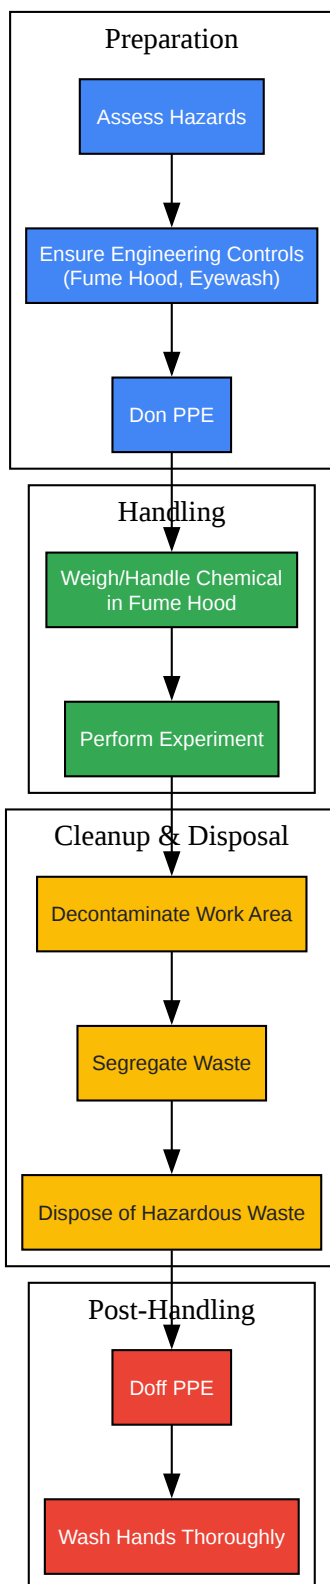 Preparation
Assess Hazards
Ensure Engineering Controls
(Fume Hood, Eyewash)
Don PPE
Handling
Weigh/Handle Chemical
in Fume Hood
Perform Experiment
Cleanup & Disposal
Decontaminate Work Area
Segregate Waste
Dispose of Hazardous Waste
Post-Handling
Doff PPE
Wash Hands Thoroughly